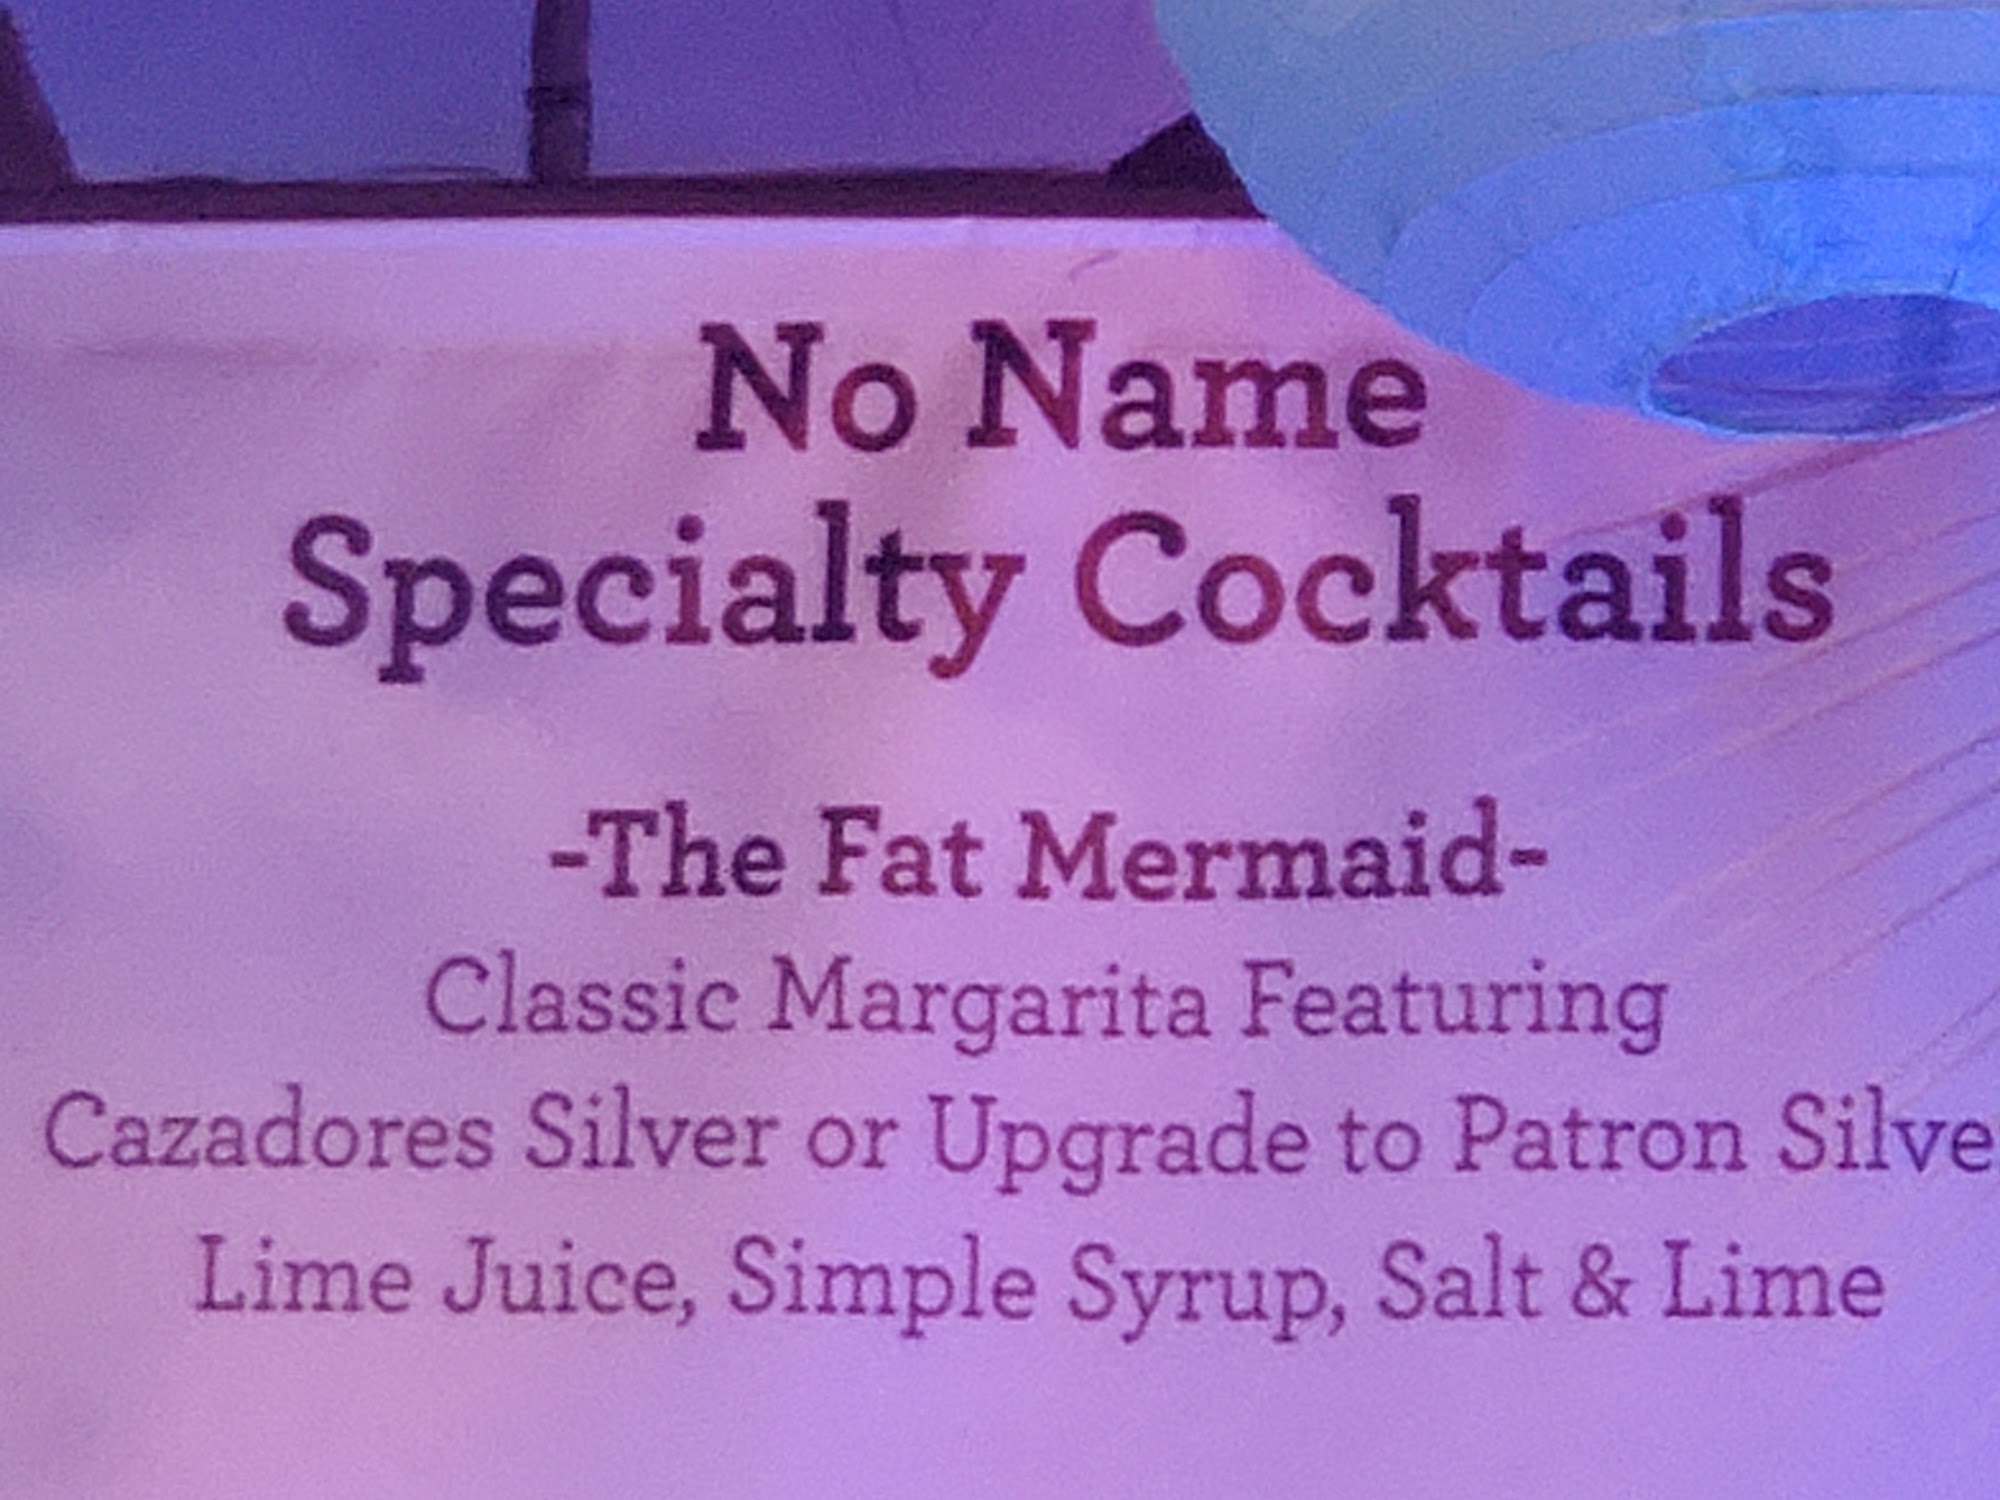 No Name
Specialty Cocktails
-The Fat Mermaid-
Classic Margarita Featuring
Cazadores Silver or Upgrade to Patron Silve
Lime Juice, Simple Syrup, Salt & Lime